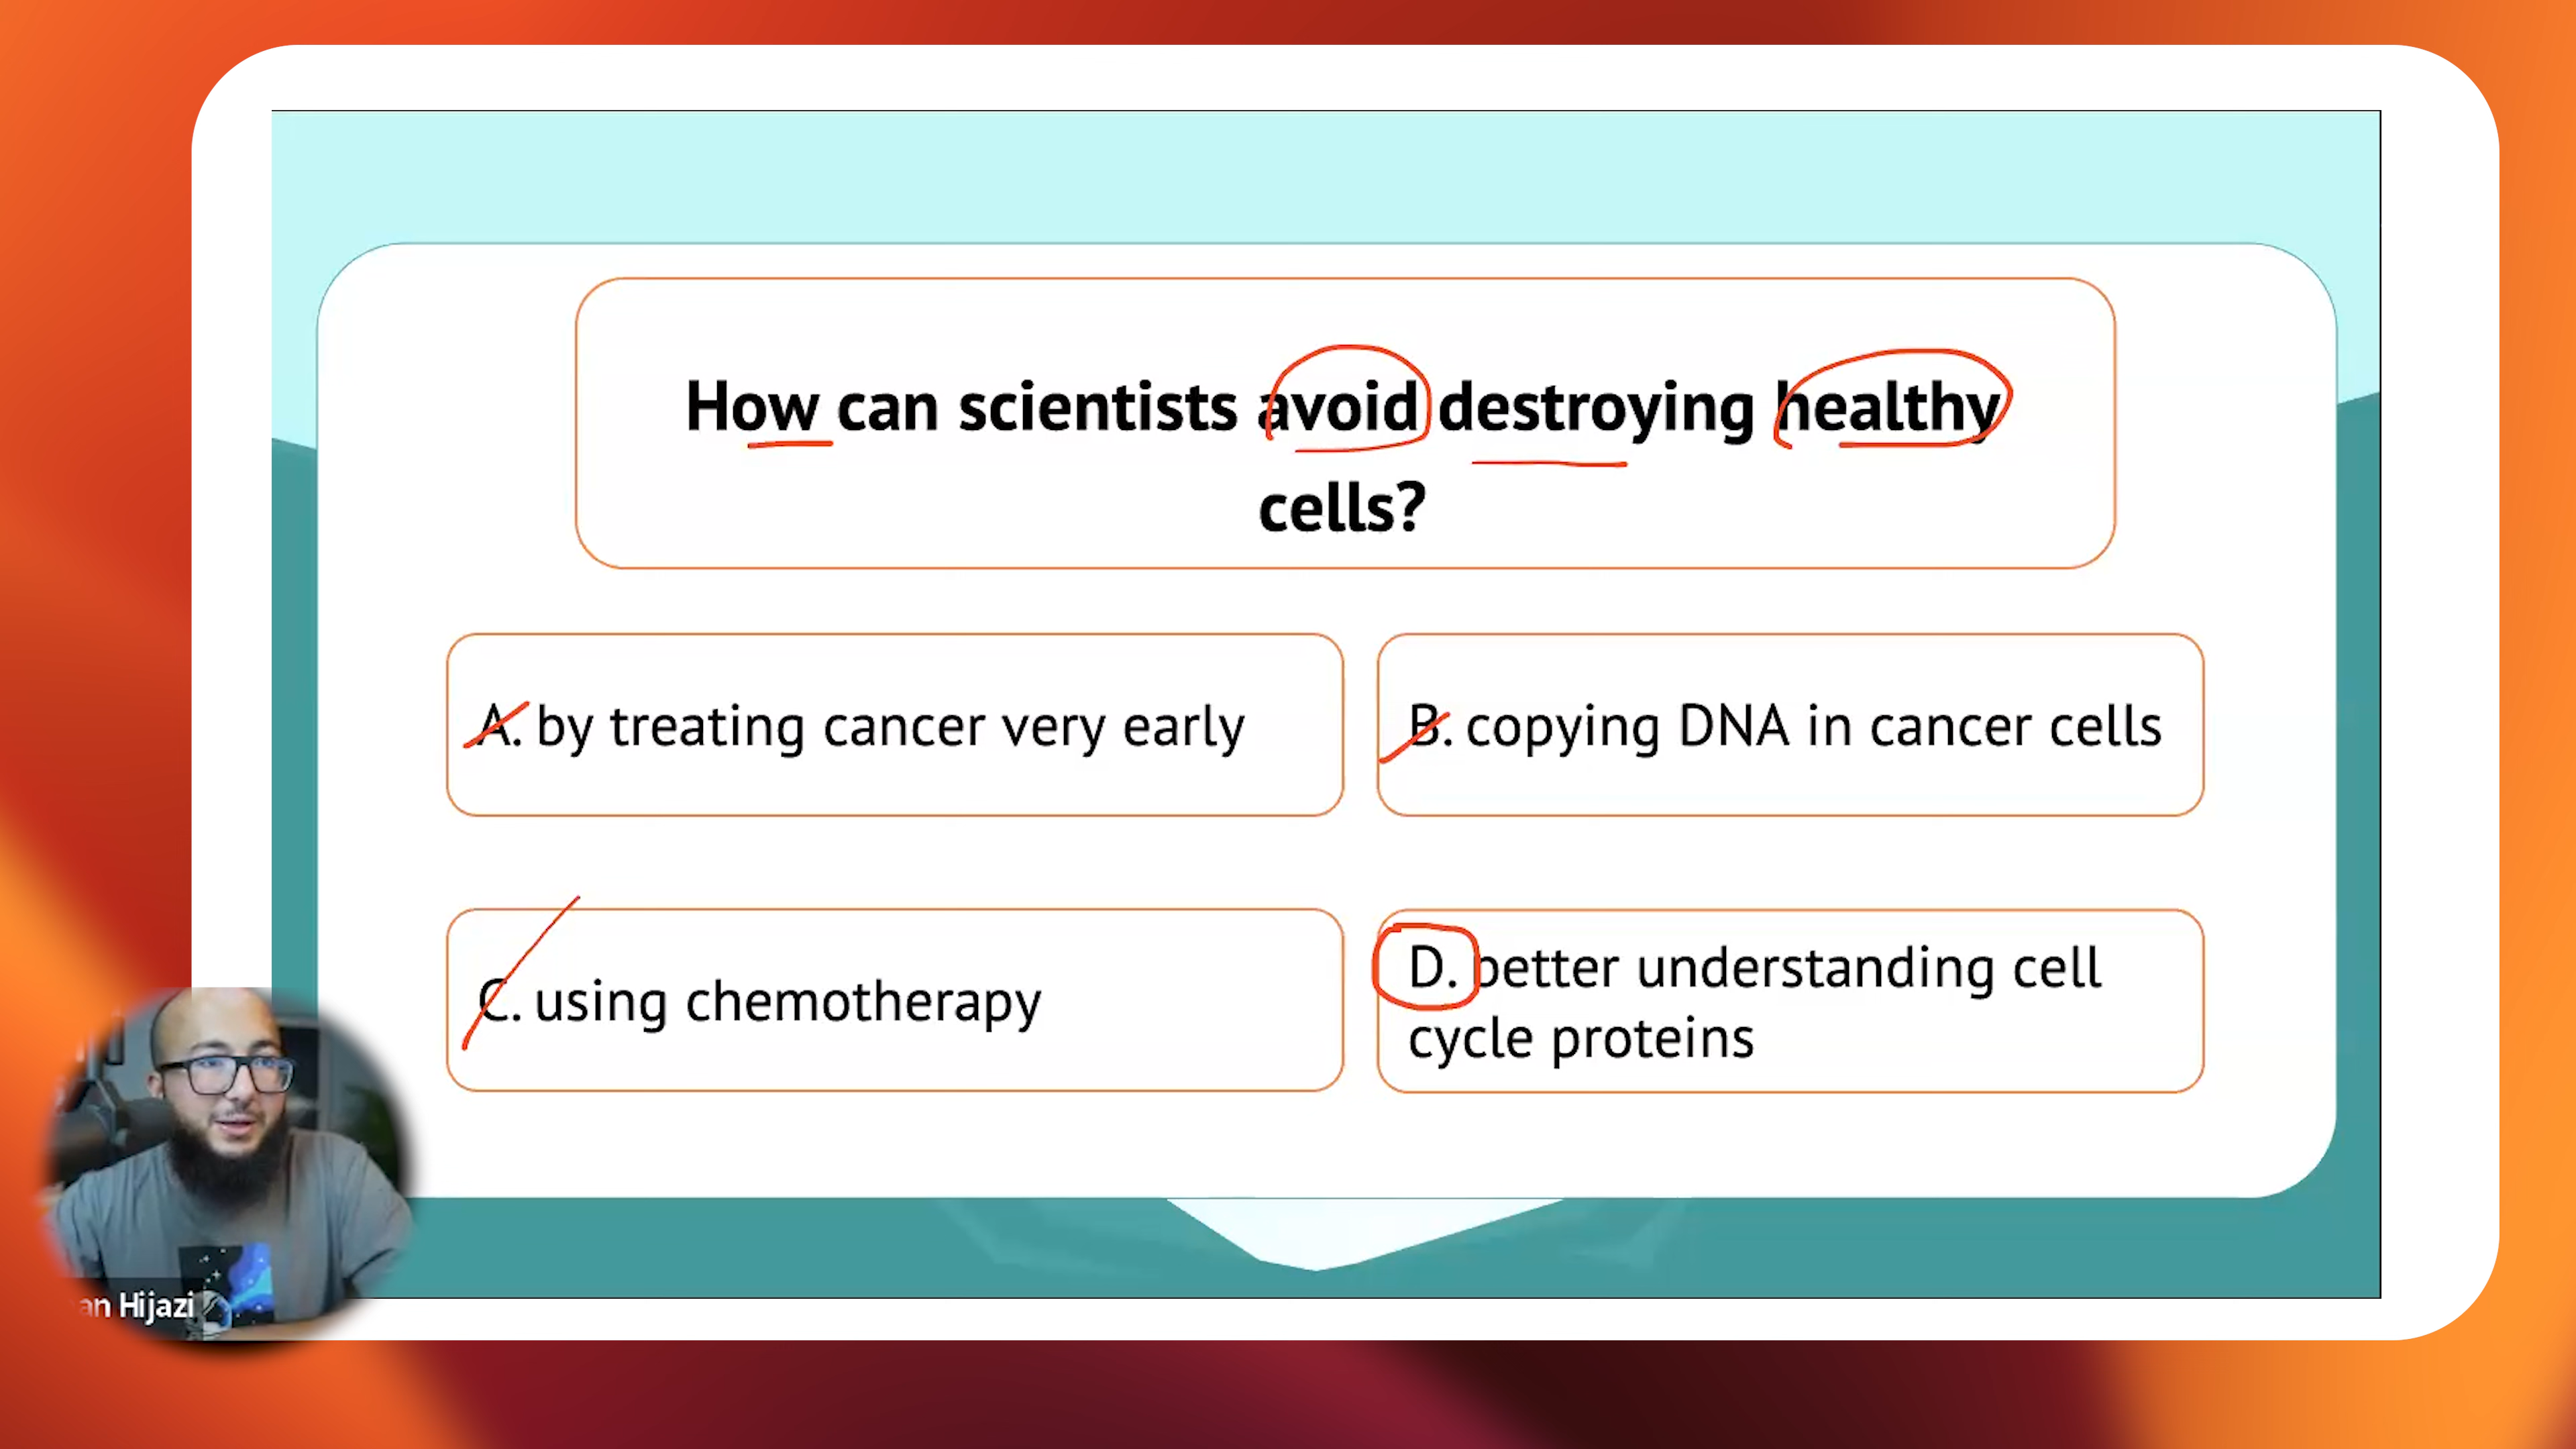 How can scientists avoid destroying healthy
cells?
A. by treating cancer very early
B. copying DNA in cancer cells
C. using chemotherapy
D. better understanding cell
cycle proteins
an Hijazi